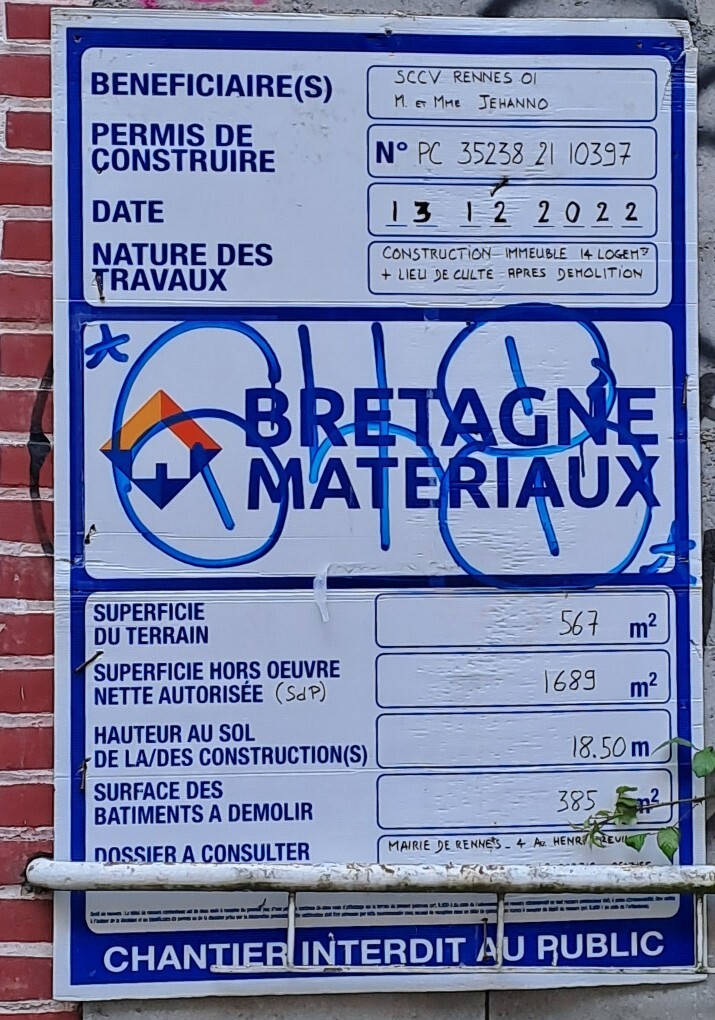 BENEFICIAIRE(S)
SCCV RENNES 01
M. ET MME JEHANNO
PERMIS DE
CONSTRUIRE
N° PC 35238 21 10397
DATE
13 12 2022
NATURE DES
TRAVAUX
CONSTRUCTION IMMEUBLE 14 LOGEMTS
+ LIEU DE CULTE APRES DEMOLITION
BRETAGNE
MATERIAUX
SUPERFICIE
DU TERRAIN
567 m²
SUPERFICIE HORS OEUVRE
NETTE AUTORISÉE (SdP)
1689 m²
HAUTEUR AU SOL
DE LA/DES CONSTRUCTION(S)
18.50 m
SURFACE DES
BATIMENTS A DEMOLIR
385 m²
DOSSIER A CONSULTER
MAIRIE DE RENNES - 4 AV. HENRI
CHANTIER INTERDIT AU PUBLIC